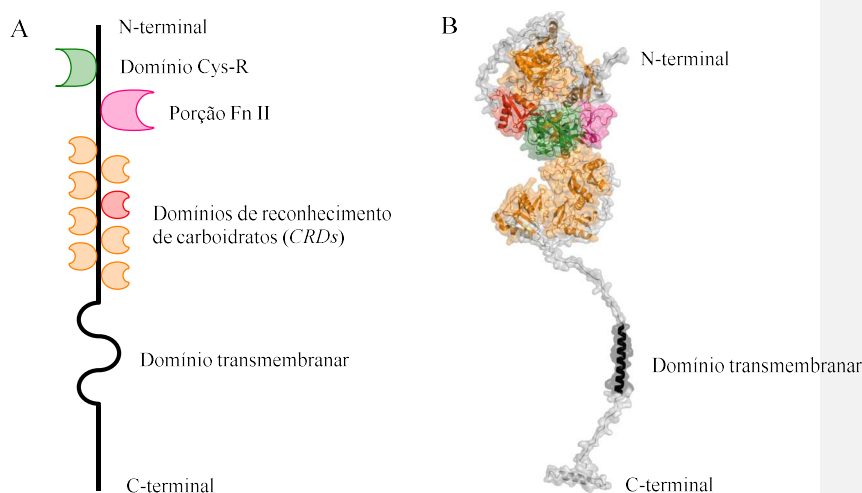 A
N-terminal
Domínio Cys-R
Porção Fn II
Domínios de reconhecimento
de carboidratos (CRDs)
Domínio transmembranar
C-terminal
B
N-terminal
Domínio transmembranar
C-terminal